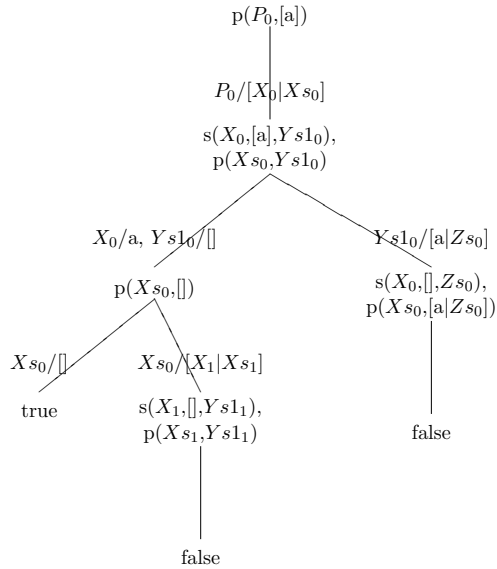 p(P₀,[a])
P₀/[X₀|Xs₀]
s(X₀,[a],Ys1₀),
p(Xs₀,Ys1₀)
X₀/a, Ys1₀/[]
Ys1₀/[a|Zs₀]
p(Xs₀,[])
s(X₀,[],Zs₀),
p(Xs₀,[a|Zs₀])
Xs₀/[]
Xs₀/[X₁|Xs₁]
true
s(X₁,[],Ys1₁),
p(Xs₁,Ys1₁)
false
false